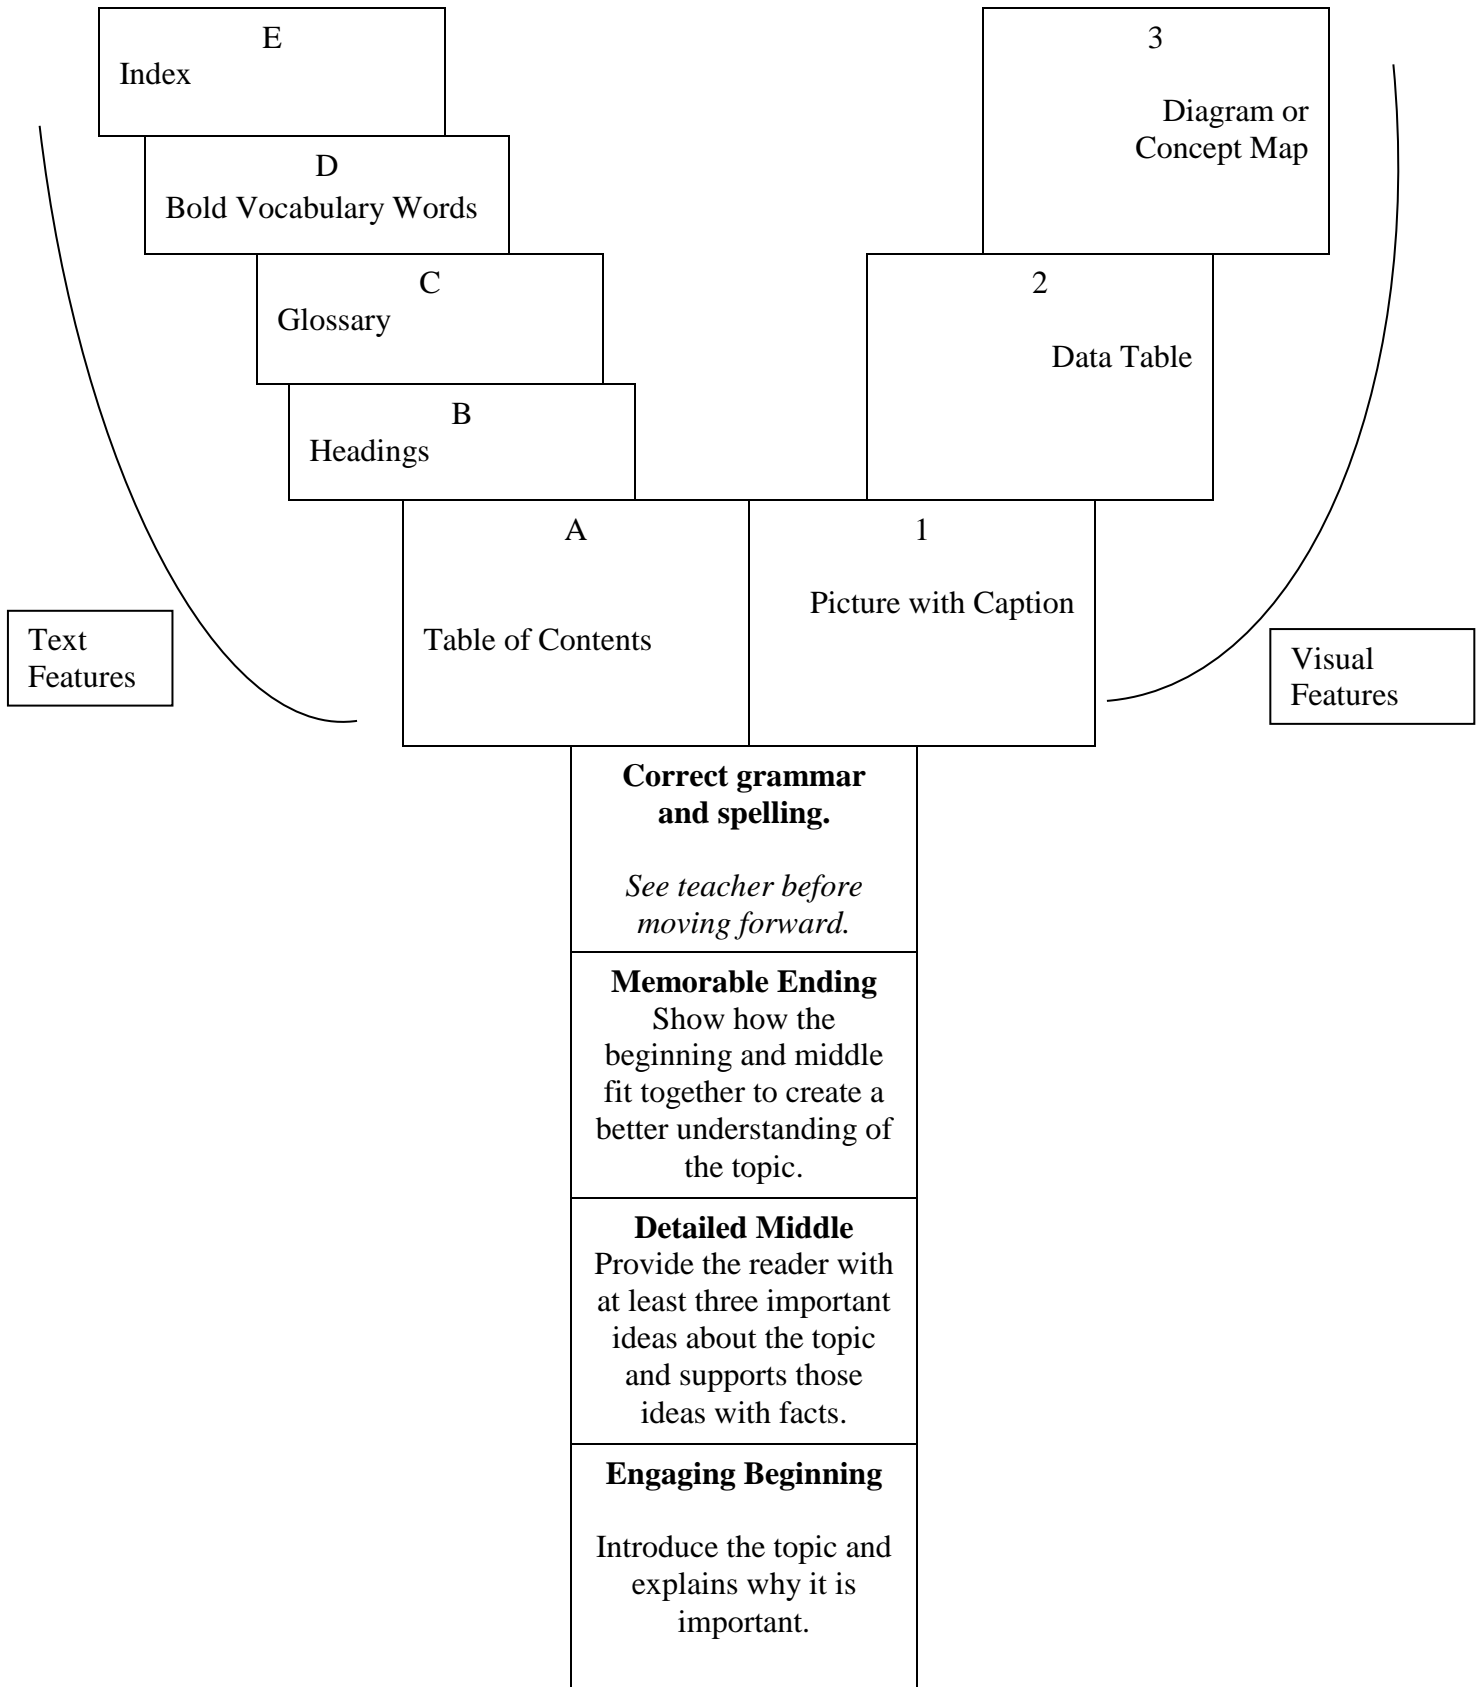 E
Index
D
Bold Vocabulary Words
C
Glossary
B
Headings
A
Table of Contents
Text
Features
3
Diagram or
Concept Map
2
Data Table
1
Picture with Caption
Visual
Features
Correct grammar
and spelling.
See teacher before
moving forward.
Memorable Ending
Show how the
beginning and middle
fit together to create a
better understanding of
the topic.
Detailed Middle
Provide the reader with
at least three important
ideas about the topic
and supports those
ideas with facts.
Engaging Beginning
Introduce the topic and
explains why it is
important.